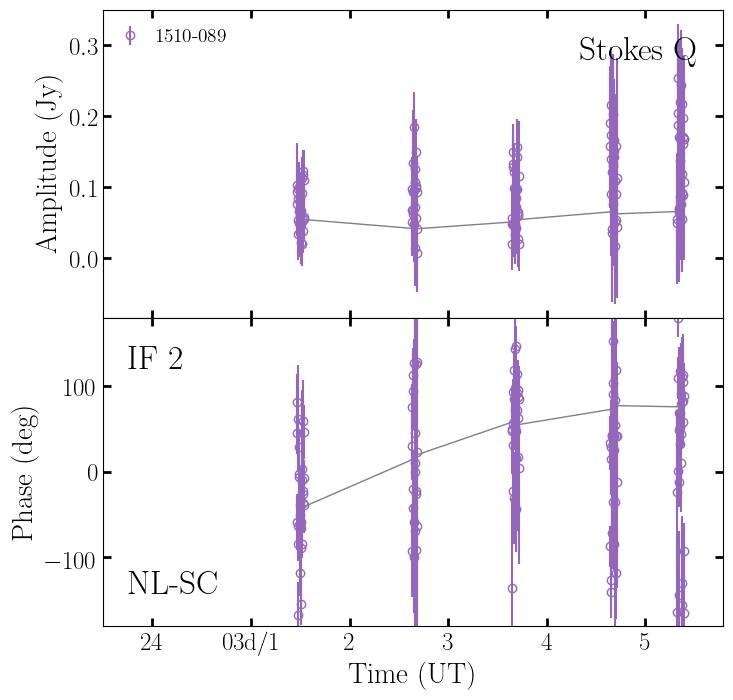 1510-089
Stokes Q
0.3
0.2
0.1
0.0
Amplitude (Jy)
IF 2
100
0
−100
Phase (deg)
NL-SC
24
03d/1
2
3
4
5
Time (UT)